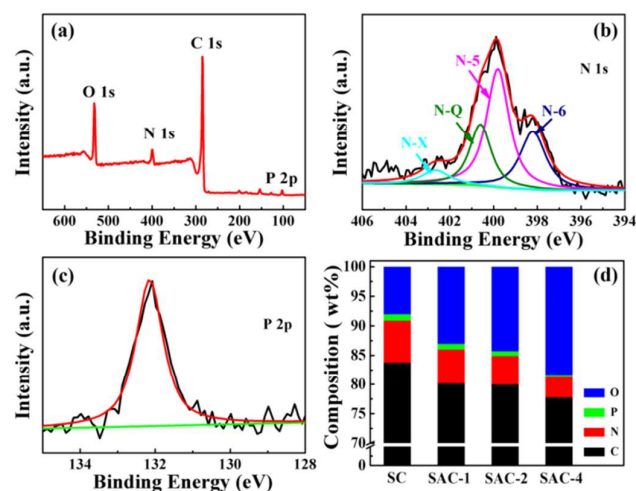 (a)
C 1s
O 1s
N 1s
P 2p
Intensity (a.u.)
600 500 400 300 200 100
Binding Energy (eV)
(b)
N 1s
N-5
N-Q
N-6
N-X
Intensity (a.u.)
406 404 402 400 398 396 394
Binding Energy (eV)
(c)
P 2p
Intensity (a.u.)
134 132 130 128
Binding Energy (eV)
(d)
Composition ( wt%)
100
95
90
85
80
75
70
0
O
P
N
C
SC SAC-1 SAC-2 SAC-4